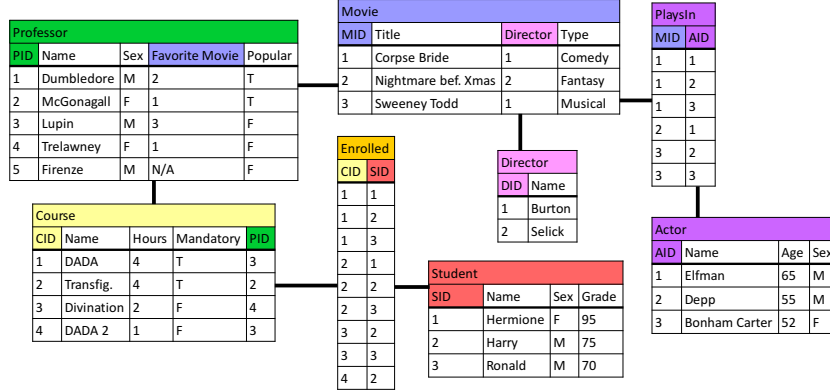 Professor
PID Name Sex Favorite Movie Popular
1 Dumbledore M 2 T
2 McGonagall F 1 T
3 Lupin M 3 F
4 Trelawney F 1 F
5 Firenze M N/A F
Movie
MID Title Director Type
1 Corpse Bride 1 Comedy
2 Nightmare bef. Xmas 2 Fantasy
3 Sweeney Todd 1 Musical
PlaysIn
MID AID
1 1
1 2
1 3
2 1
3 2
3 3
Director
DID Name
1 Burton
2 Selick
Enrolled
CID SID
1 1
1 2
1 3
2 1
2 2
2 3
3 2
3 3
4 2
Course
CID Name Hours Mandatory PID
1 DADA 4 T 3
2 Transfig. 4 T 2
3 Divination 2 F 4
4 DADA 2 1 F 3
Student
SID Name Sex Grade
1 Hermione F 95
2 Harry M 75
3 Ronald M 70
Actor
AID Name Age Sex
1 Elfman 65 M
2 Depp 55 M
3 Bonham Carter 52 F